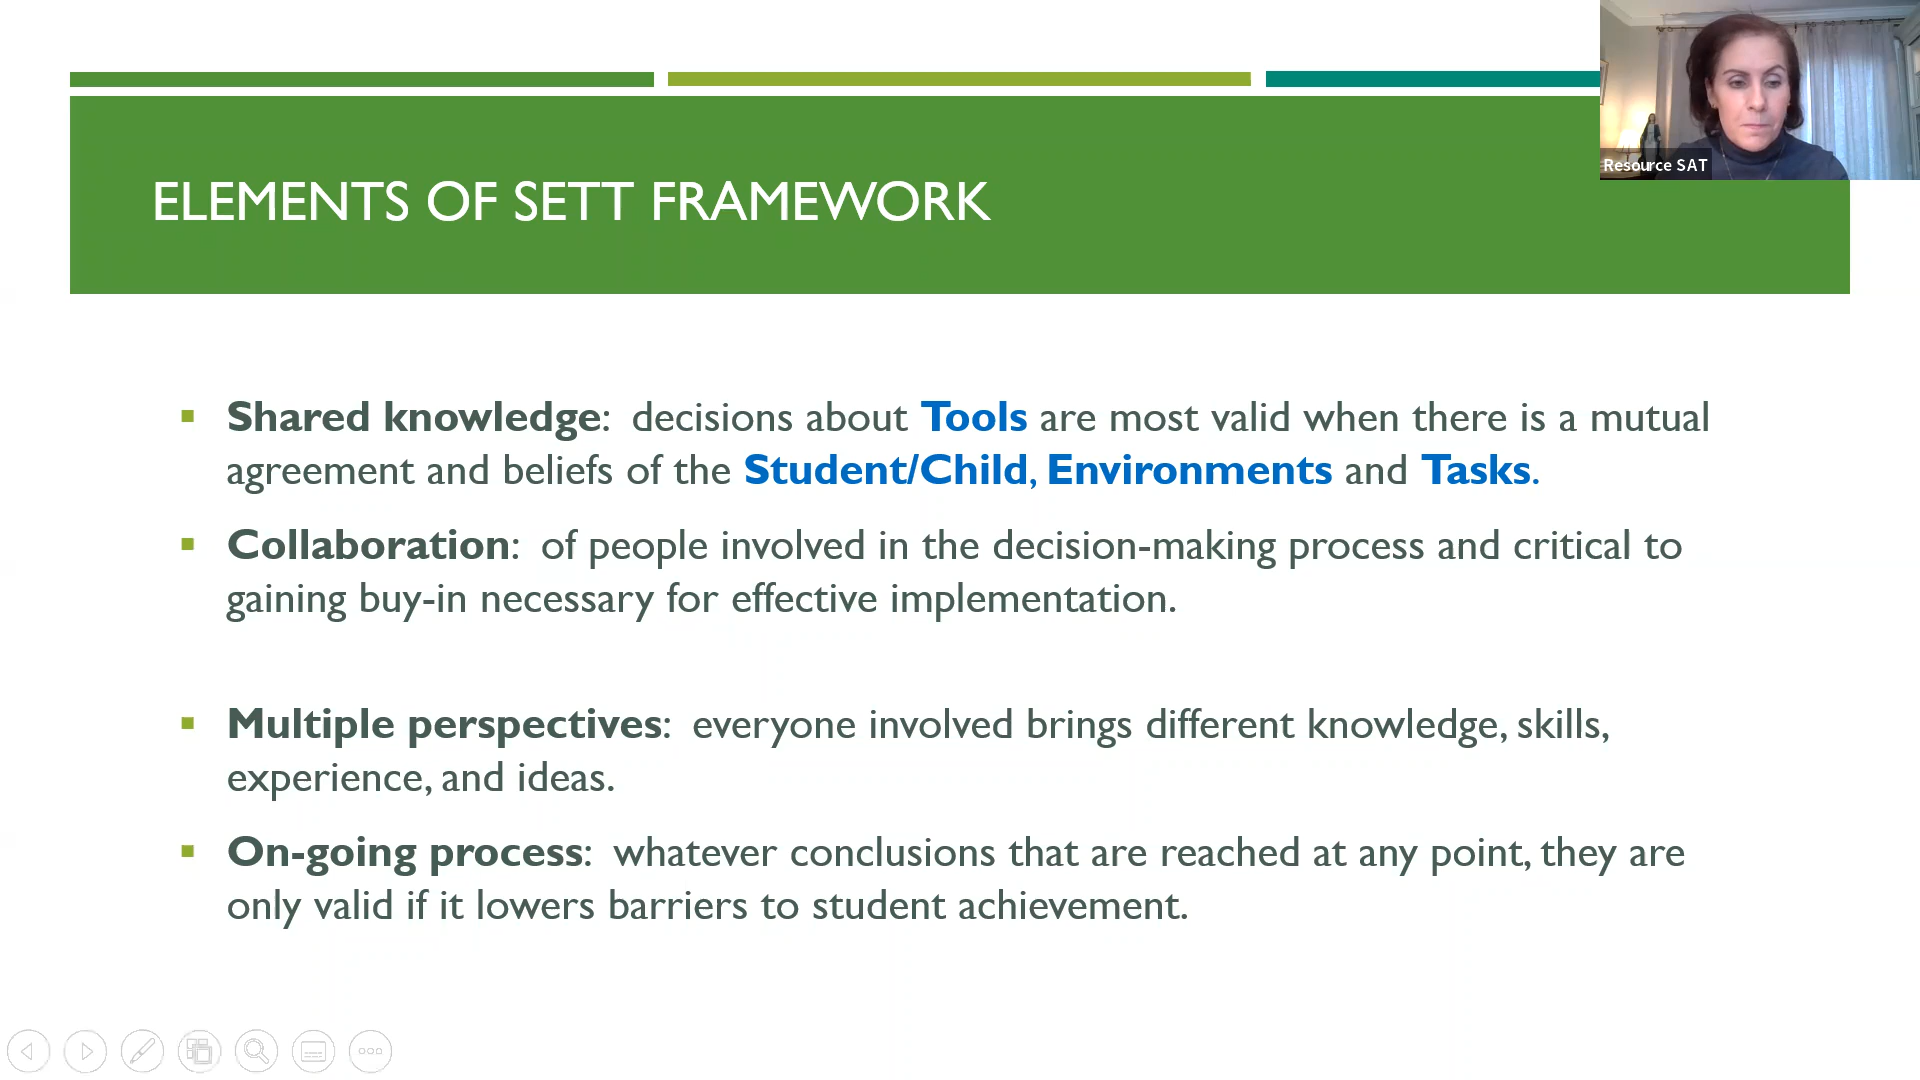 Resource SAT
ELEMENTS OF SETT FRAMEWORK
Shared knowledge: decisions about Tools are most valid when there is a mutual
agreement and beliefs of the Student/Child, Environments and Tasks.
Collaboration: of people involved in the decision-making process and critical to
gaining buy-in necessary for effective implementation.
Multiple perspectives: everyone involved brings different knowledge, skills,
experience, and ideas.
On-going process: whatever conclusions that are reached at any point, they are
only valid if it lowers barriers to student achievement.